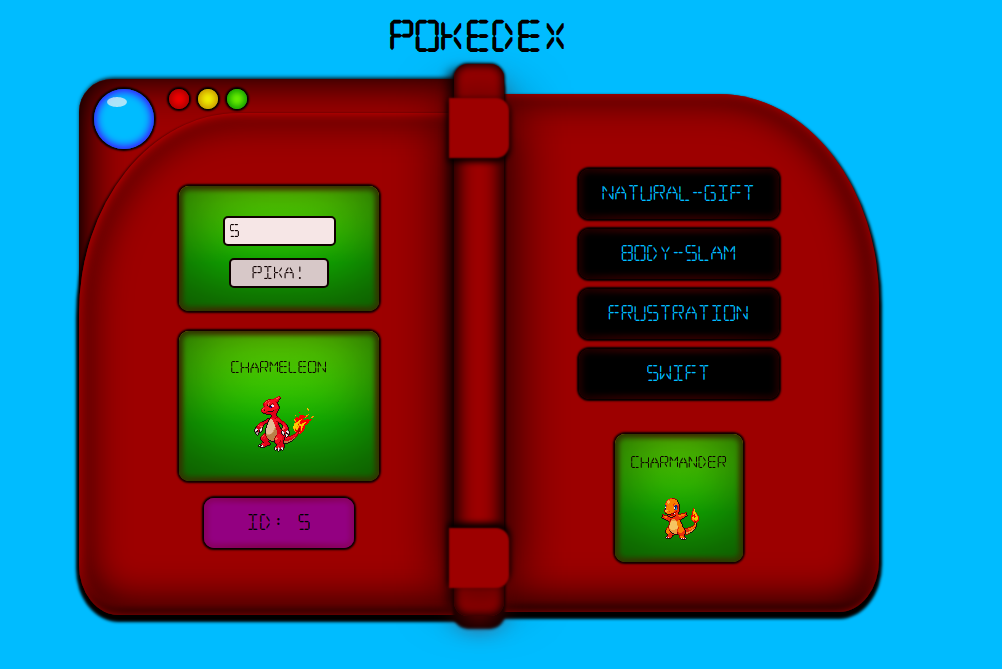 POKEDEX
5
PIKA!
CHARMELEON
ID: 5
NATURAL-GIFT
BODY-SLAM
FRUSTRATION
SWIFT
CHARMANDER